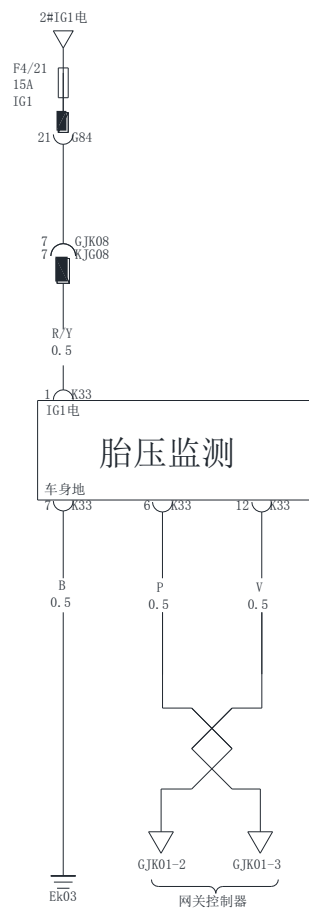 2#IG1电
F4/21
15A
IG1
21 G84
7 GJK08
7 KJG08
R/Y
0.5
1 K33
IG1电
胎压监测
车身地
7 K33 6 K33 12 K33
B P V
0.5 0.5 0.5
GJK01-2 GJK01-3
Ek03
网关控制器